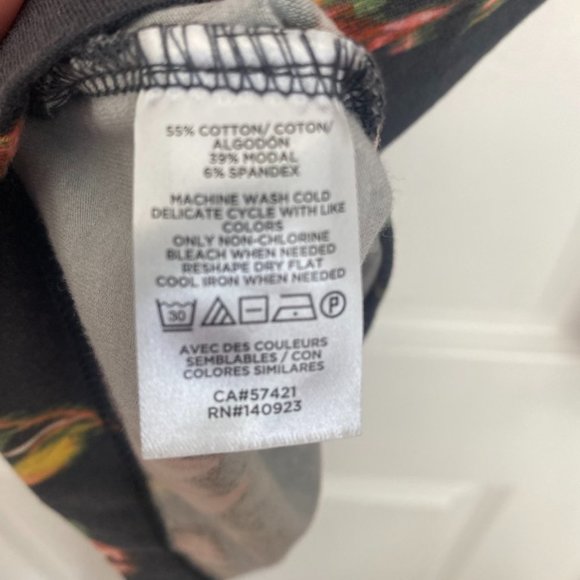 55% COTTON/ COTON/
ALGODÓN
39% MODAL
6% SPANDEX
MACHINE WASH COLD
DELICATE CYCLE WITH LIKE
COLORS
ONLY NON-CHLORINE
BLEACH WHEN NEEDED
RESHAPE DRY FLAT
COOL IRON WHEN NEEDED
30 P
AVEC DES COULEURS
SEMBLABLES / CON
COLORES SIMILARES
CA#57421
RN#140923